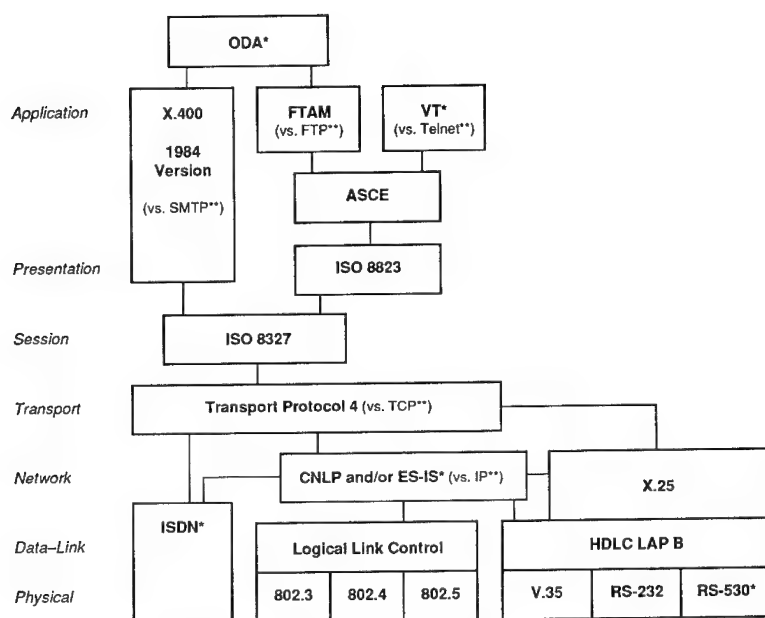 ODA*
Application
X.400
1984
Version
(vs. SMTP**)
FTAM
(vs. FTP**)
VT*
(vs. Telnet**)
ASCE
Presentation
ISO 8823
Session
ISO 8327
Transport
Transport Protocol 4 (vs. TCP**)
Network
CNLP and/or ES-IS* (vs. IP**)
X.25
ISDN*
Data–Link
Logical Link Control
HDLC LAP B
Physical
802.3
802.4
802.5
V.35
RS-232
RS-530*